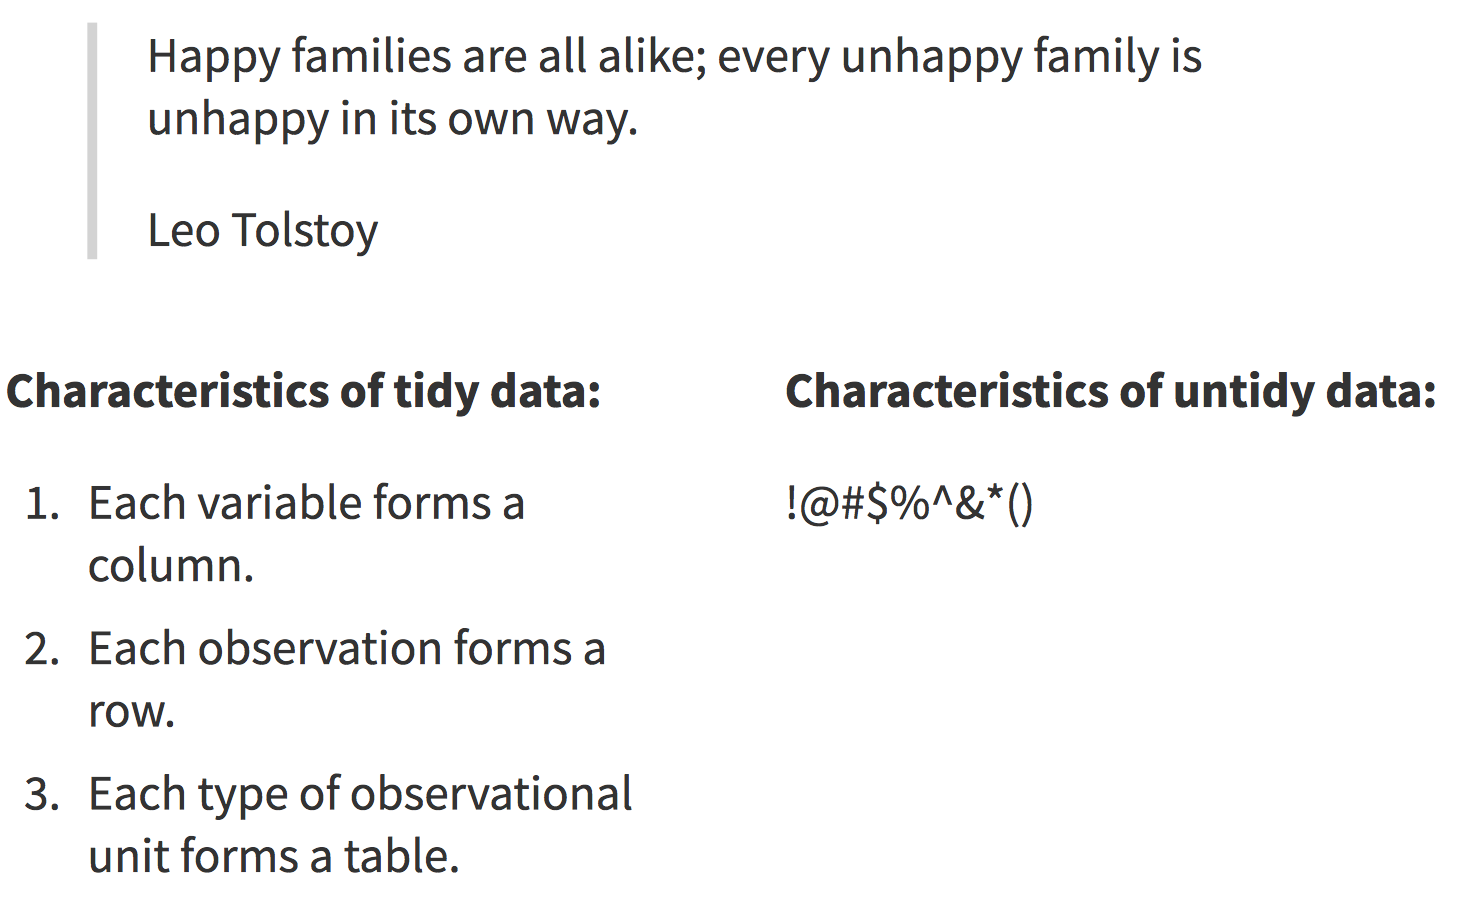 Happy families are all alike; every unhappy family is
unhappy in its own way.
Leo Tolstoy
Characteristics of tidy data:
1. Each variable forms a
column.
2. Each observation forms a
row.
3. Each type of observational
unit forms a table.
Characteristics of untidy data:
!@#$%^&*()